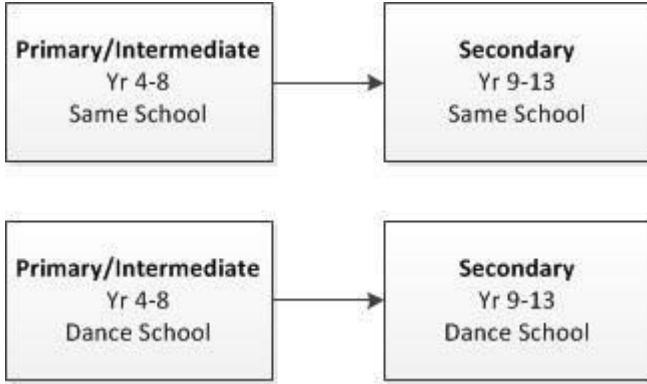 Primary/Intermediate
Yr 4-8
Same School
Secondary
Yr 9-13
Same School
Primary/Intermediate
Yr 4-8
Dance School
Secondary
Yr 9-13
Dance School